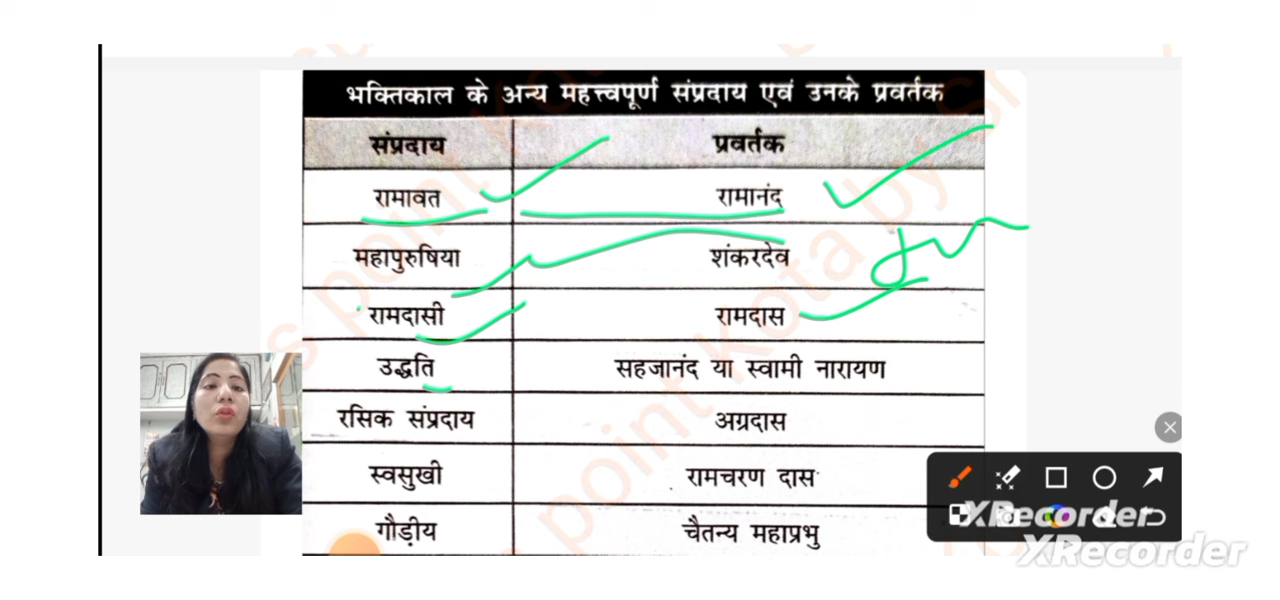 भक्तिकाल के अन्य महत्त्वपूर्ण संप्रदाय एवं उनके प्रवर्तक
संप्रदाय प्रवर्तक
रामावत रामानंद
महापुरुषिया शंकरदेव
रामदासी रामदास
उद्धति सहजानंद या स्वामी नारायण
रसिक संप्रदाय अग्रदास
स्वसुखी रामचरण दास
गौड़ीय चैतन्य महाप्रभु
XRecorder
XRecorder